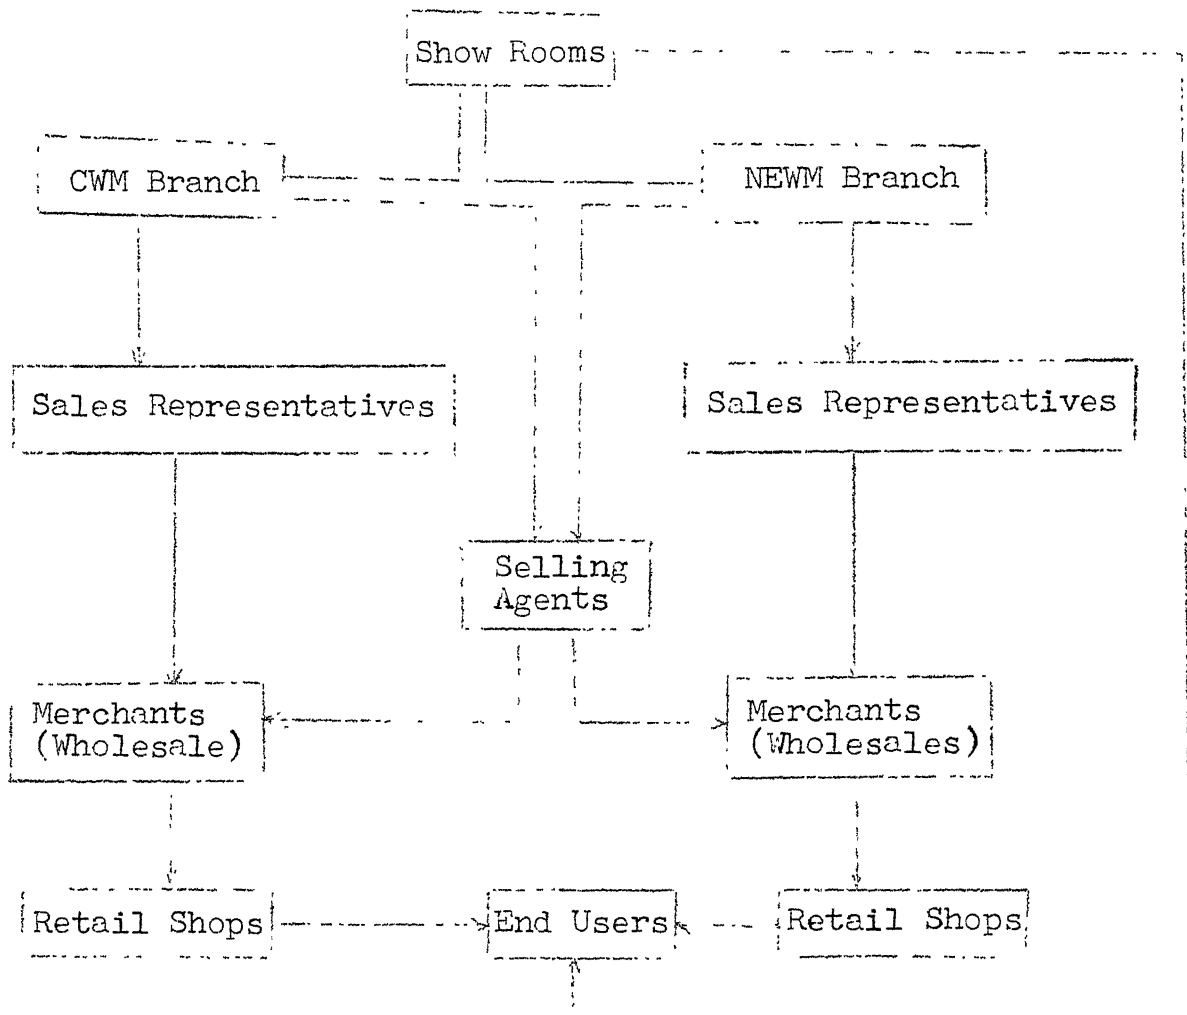 Show Rooms
CWM Branch
NEWM Branch
Sales Representatives
Sales Representatives
Selling
Agents
Merchants
(Wholesale)
Merchants
(Wholesales)
Retail Shops
End Users
Retail Shops